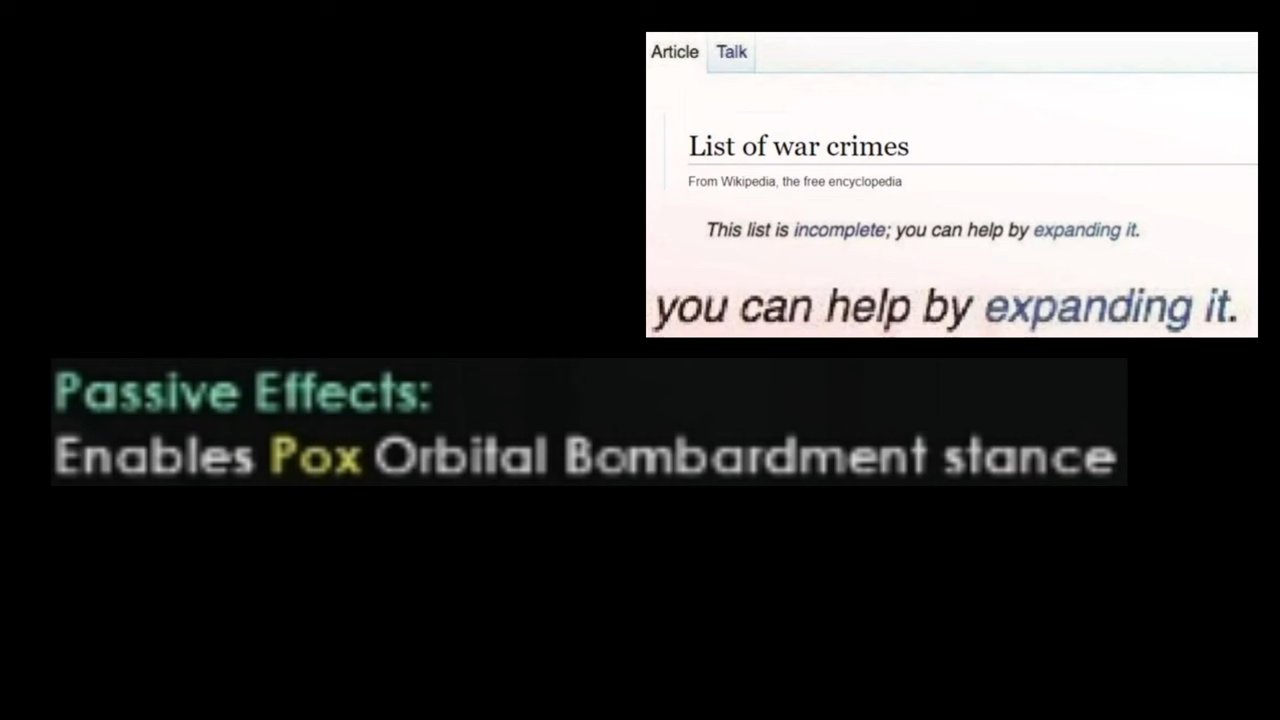 Article Talk
List of war crimes
From Wikipedia, the free encyclopedia
This list is incomplete; you can help by expanding it.
you can help by expanding it.
Passive Effects:
Enables Pox Orbital Bombardment stance